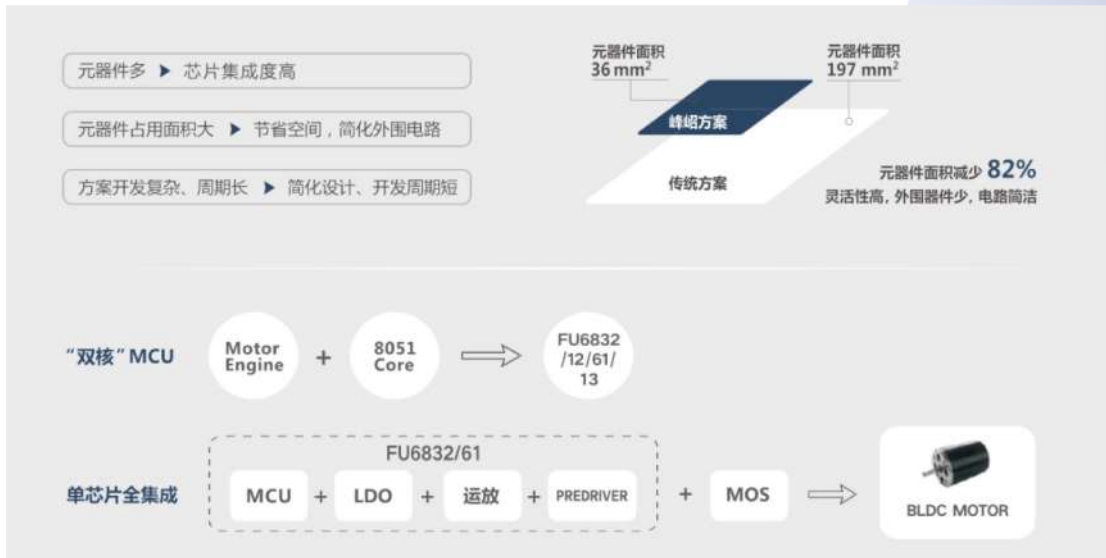 元器件多 ▶ 芯片集成度高
元器件占用面积大 ▶ 节省空间,简化外围电路
方案开发复杂、周期长 ▶ 简化设计、开发周期短
元器件面积
36 mm²
元器件面积
197 mm²
峰岹方案
传统方案
元器件面积减少 82%
灵活性高, 外围器件少, 电路简洁
“双核”MCU
Motor
Engine
+
8051
Core
FU6832
/12/61/
13
单芯片全集成
FU6832/61
MCU + LDO + 运放 + PREDRIVER + MOS
BLDC MOTOR